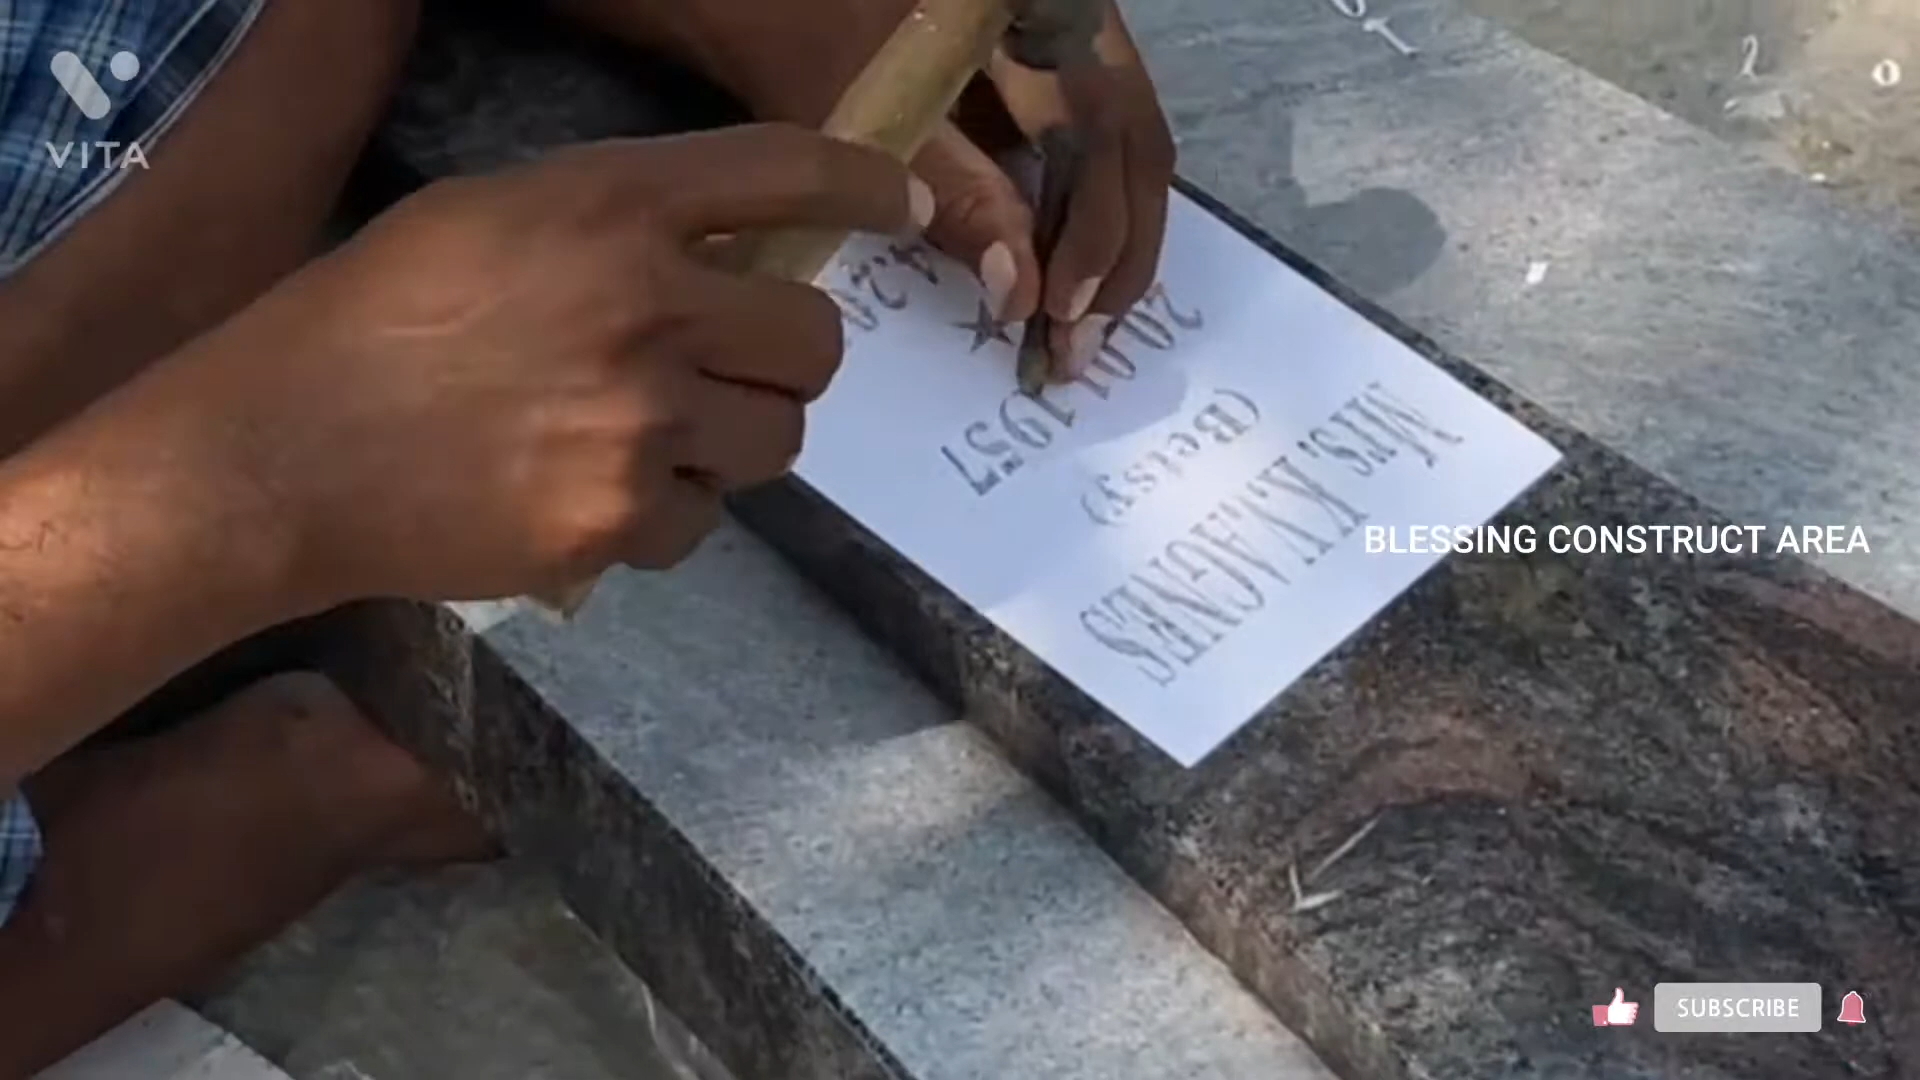 VITA
Mrs. K.V. AGNES
(Betsy)
20.01.1957
BLESSING CONSTRUCT AREA
SUBSCRIBE